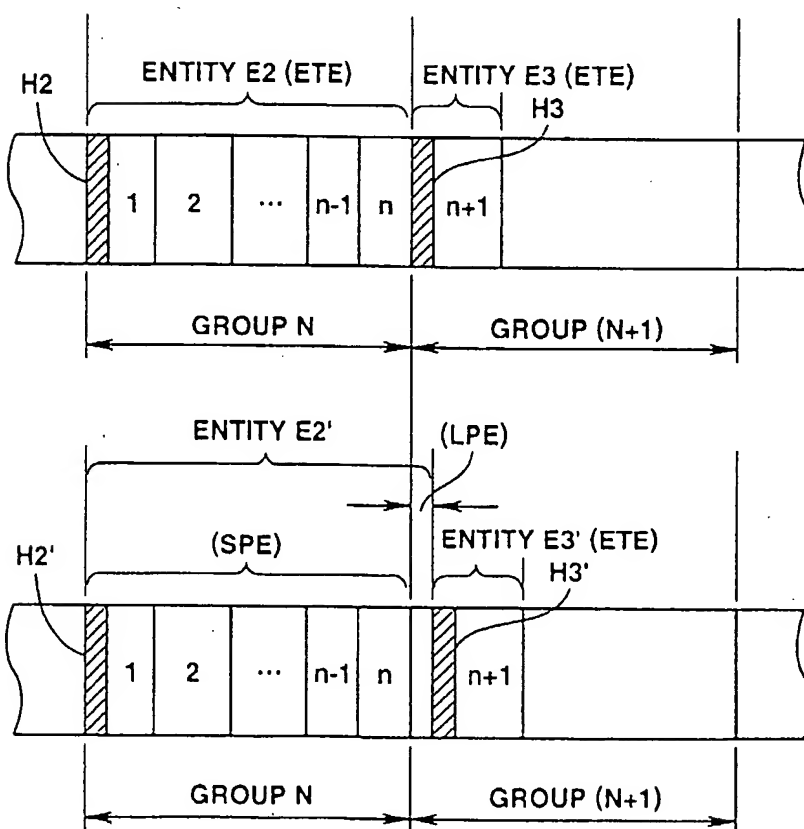 ENTITY E2 (ETE)
ENTITY E3 (ETE)
H2
H3
1 2 ... n-1 n n+1
GROUP N
GROUP (N+1)
ENTITY E2'
(LPE)
(SPE)
ENTITY E3' (ETE)
H2'
H3'
1 2 ... n-1 n n+1
GROUP N
GROUP (N+1)